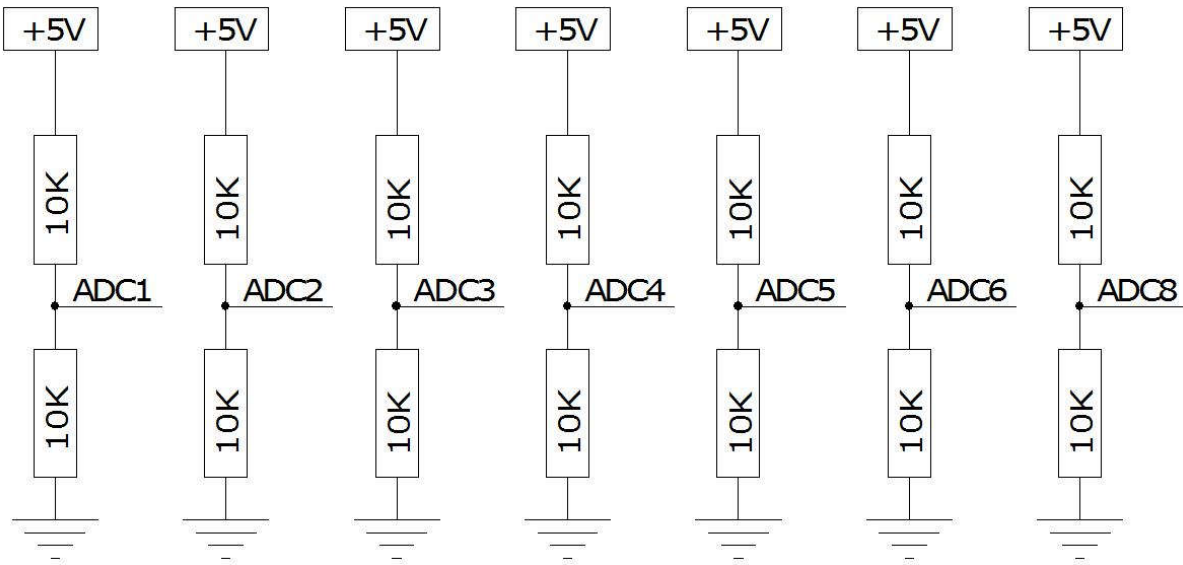 +5V +5V +5V +5V +5V +5V +5V
10K 10K 10K 10K 10K 10K 10K
ADC1 ADC2 ADC3 ADC4 ADC5 ADC6 ADC8
10K 10K 10K 10K 10K 10K 10K